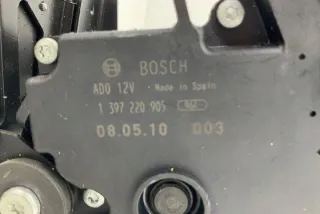 BOSCH
ADO 12V · Made in Spain
1 397 220 905
08.05.10 003